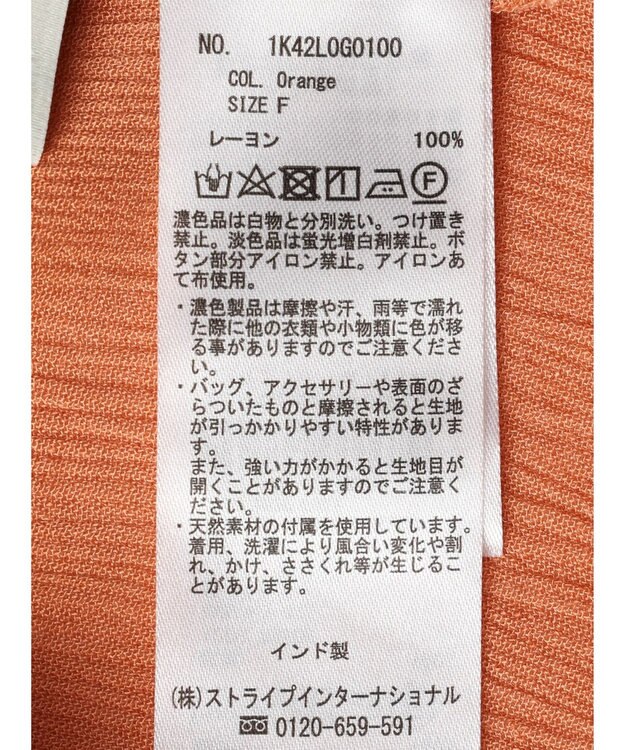 NO. 1K42L0G0100
COL. Orange
SIZE F
レーヨン 100%
F
濃色品は白物と分別洗い。つけ置き
禁止。淡色品は蛍光増白剤禁止。ボ
タン部分アイロン禁止。アイロンあ
て布使用。
・濃色製品は摩擦や汗、雨等で濡れ
た際に他の衣類や小物類に色が移
る事がありますのでご注意くださ
い。
・バッグ、アクセサリーや表面のざ
らついたものと摩擦されると生地
が引っかかりやすい特性がありま
す。
また、強い力がかかると生地目が
開くことがありますのでご注意く
ださい。
・天然素材の付属を使用しています。
着用、洗濯により風合い変化や割
れ、かけ、ささくれ等が生じるこ
とがあります。
インド製
(株)ストライプインターナショナル
0120-659-591